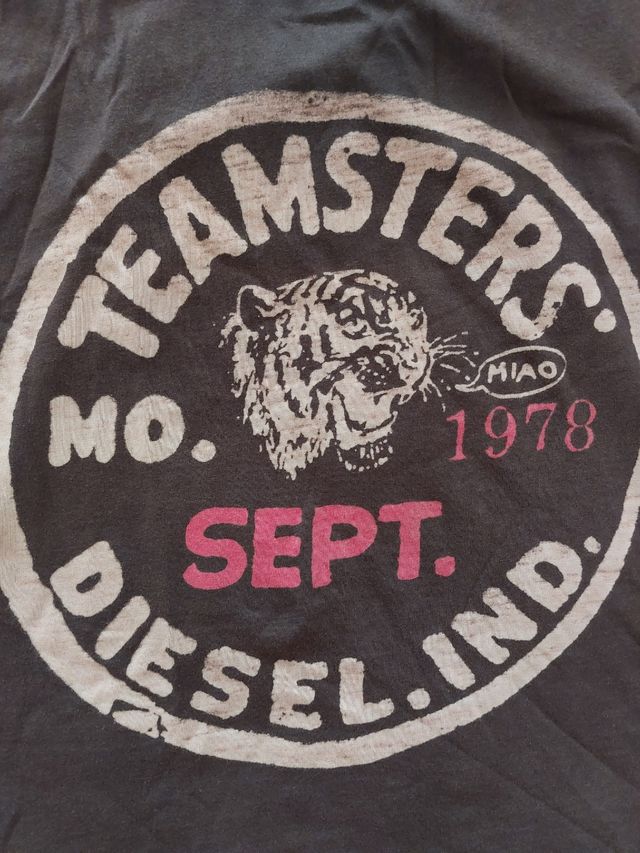 TEAMSTERS'
MIAO
MO.
1978
SEPT.
DIESEL.IND.